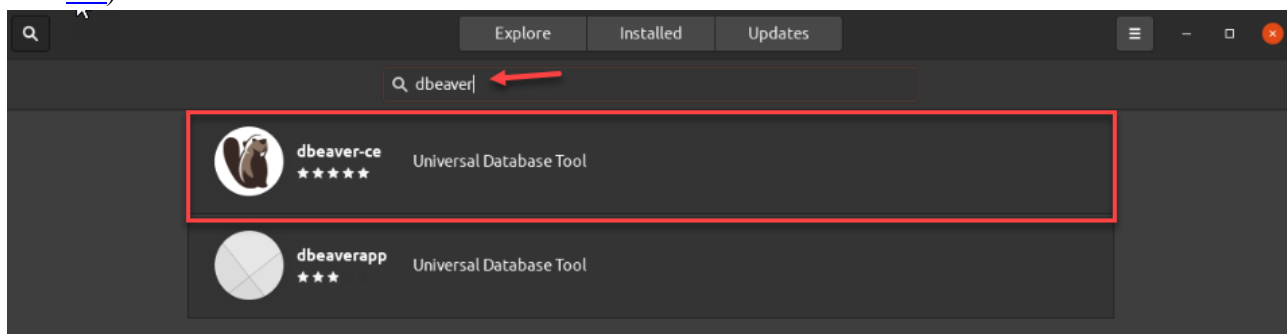 Explore Installed Updates
dbeaver
dbeaver-ce
Universal Database Tool
dbeaverapp
Universal Database Tool